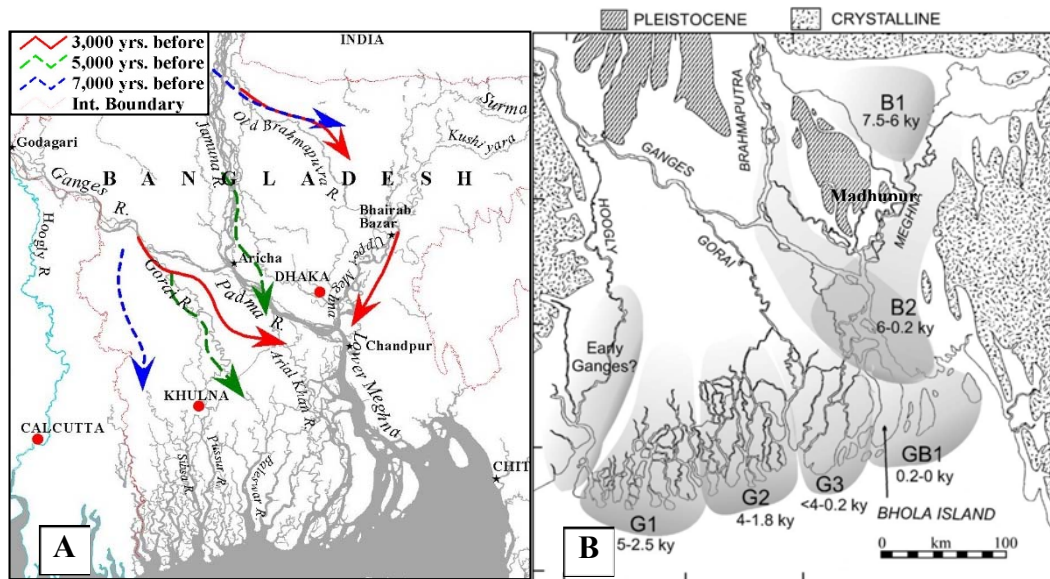 3,000 yrs. before
5,000 yrs. before
7,000 yrs. before
Int. Boundary
INDIA
Surma
Kushiyara
Old Brahmaputra R.
Jamuna R.
Godagari
Ganges R.
BANGLADESH
Hoogly R
Bhairab
Bazar
Uppe Meghna
Aricha
DHAKA
Gorai R.
Padma R.
Chandpur
Arial Khan R.
Lower Meghna
KHULNA
CALCUTTA
Sibsa R.
Pussur R.
Baleswar R.
CHIT
A
PLEISTOCENE
CRYSTALLINE
B1
7.5-6 ky
BRAHMAPUTRA
GANGES
Madhupur
MEGHNA
HOOGLY
GORAI
B2
6-0.2 ky
Early
Ganges?
GB1
0.2-0 ky
G3
<4-0.2 ky
G2
4-1.8 ky
G1
5-2.5 ky
BHOLA ISLAND
km
0
100
B